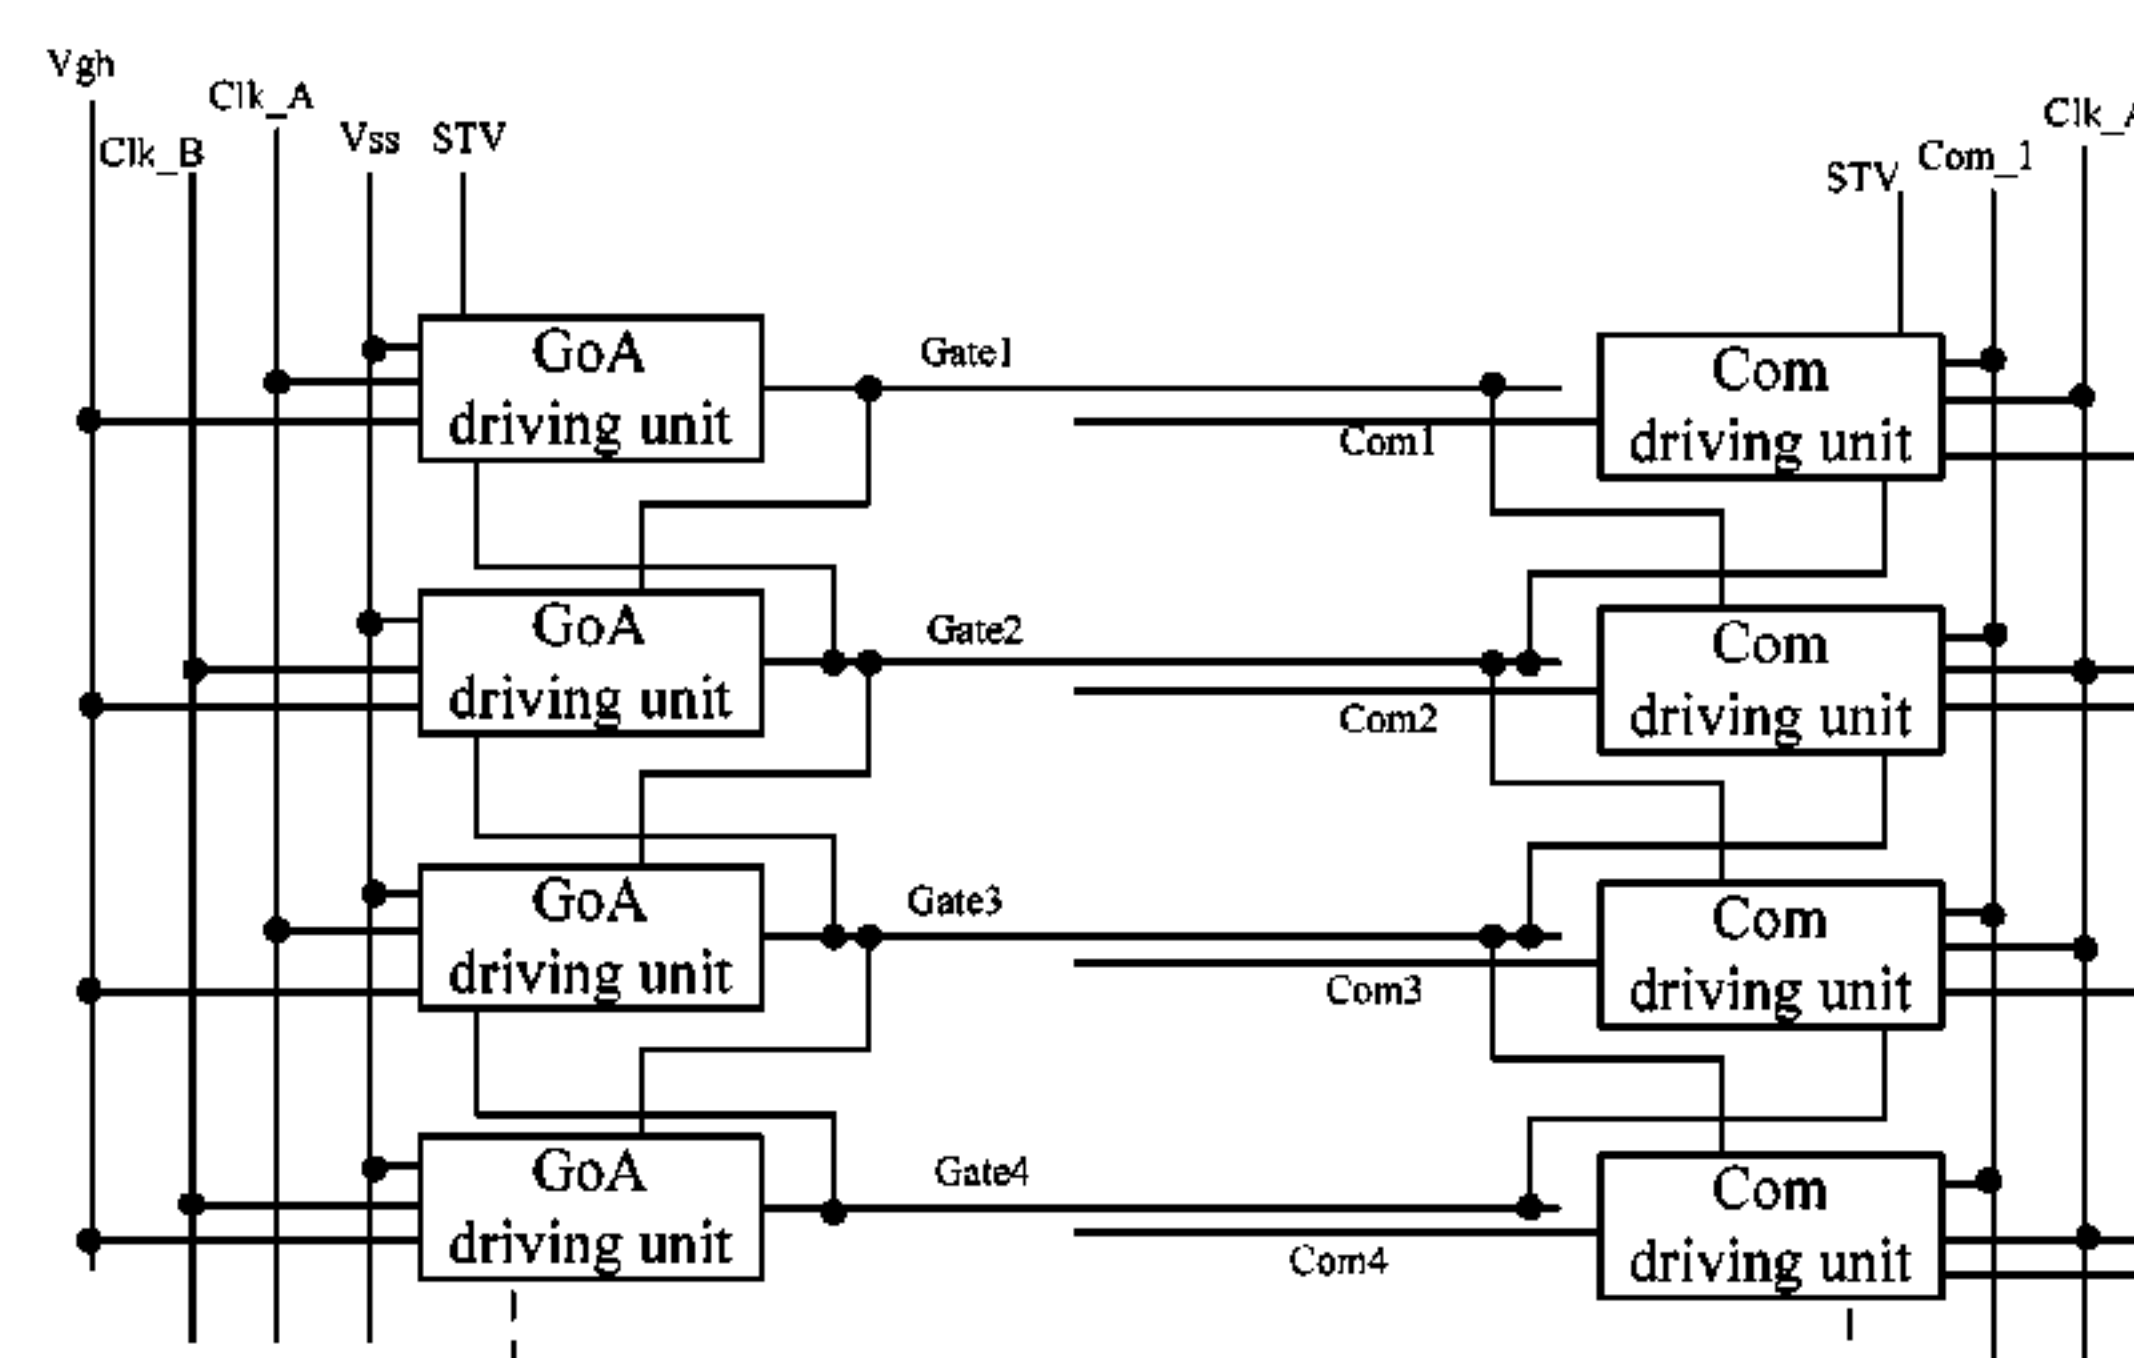 Vgh
Clk_A
Clk_B
Vss
STV
STV
Com_1
GoA
driving unit
Gate1
Com1
Com
driving unit
GoA
driving unit
Gate2
Com2
Com
driving unit
GoA
driving unit
Gate3
Com3
Com
driving unit
GoA
driving unit
Gate4
Com4
Com
driving unit